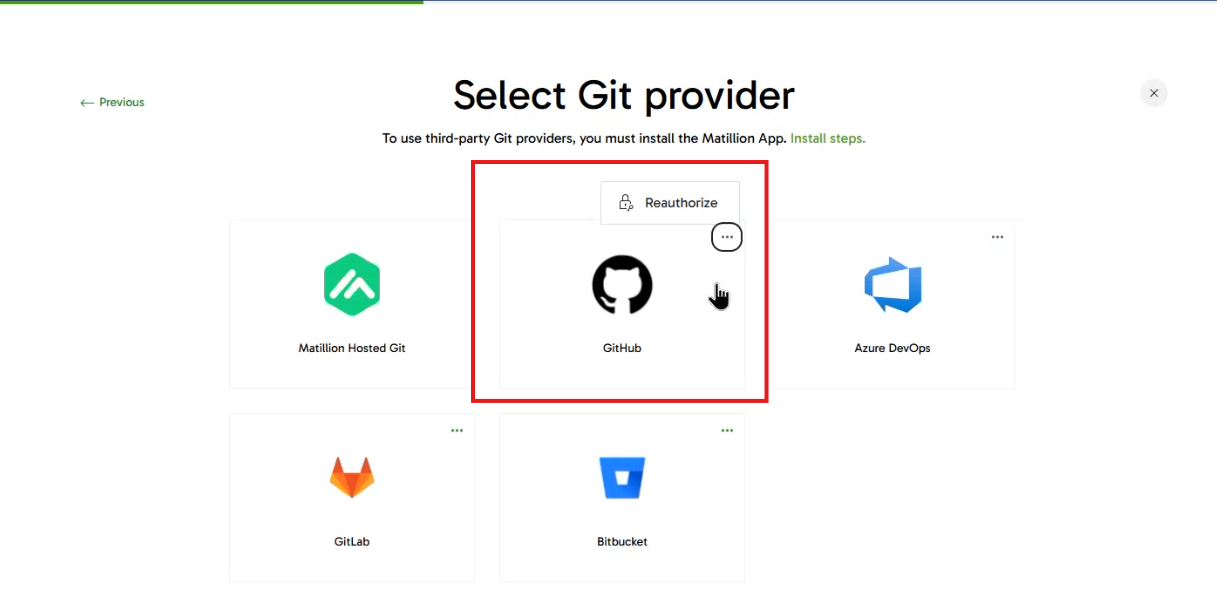 ← Previous
Select Git provider
To use third-party Git providers, you must install the Matillion App. Install steps.
Reauthorize
Matillion Hosted Git
GitHub
Azure DevOps
GitLab
Bitbucket